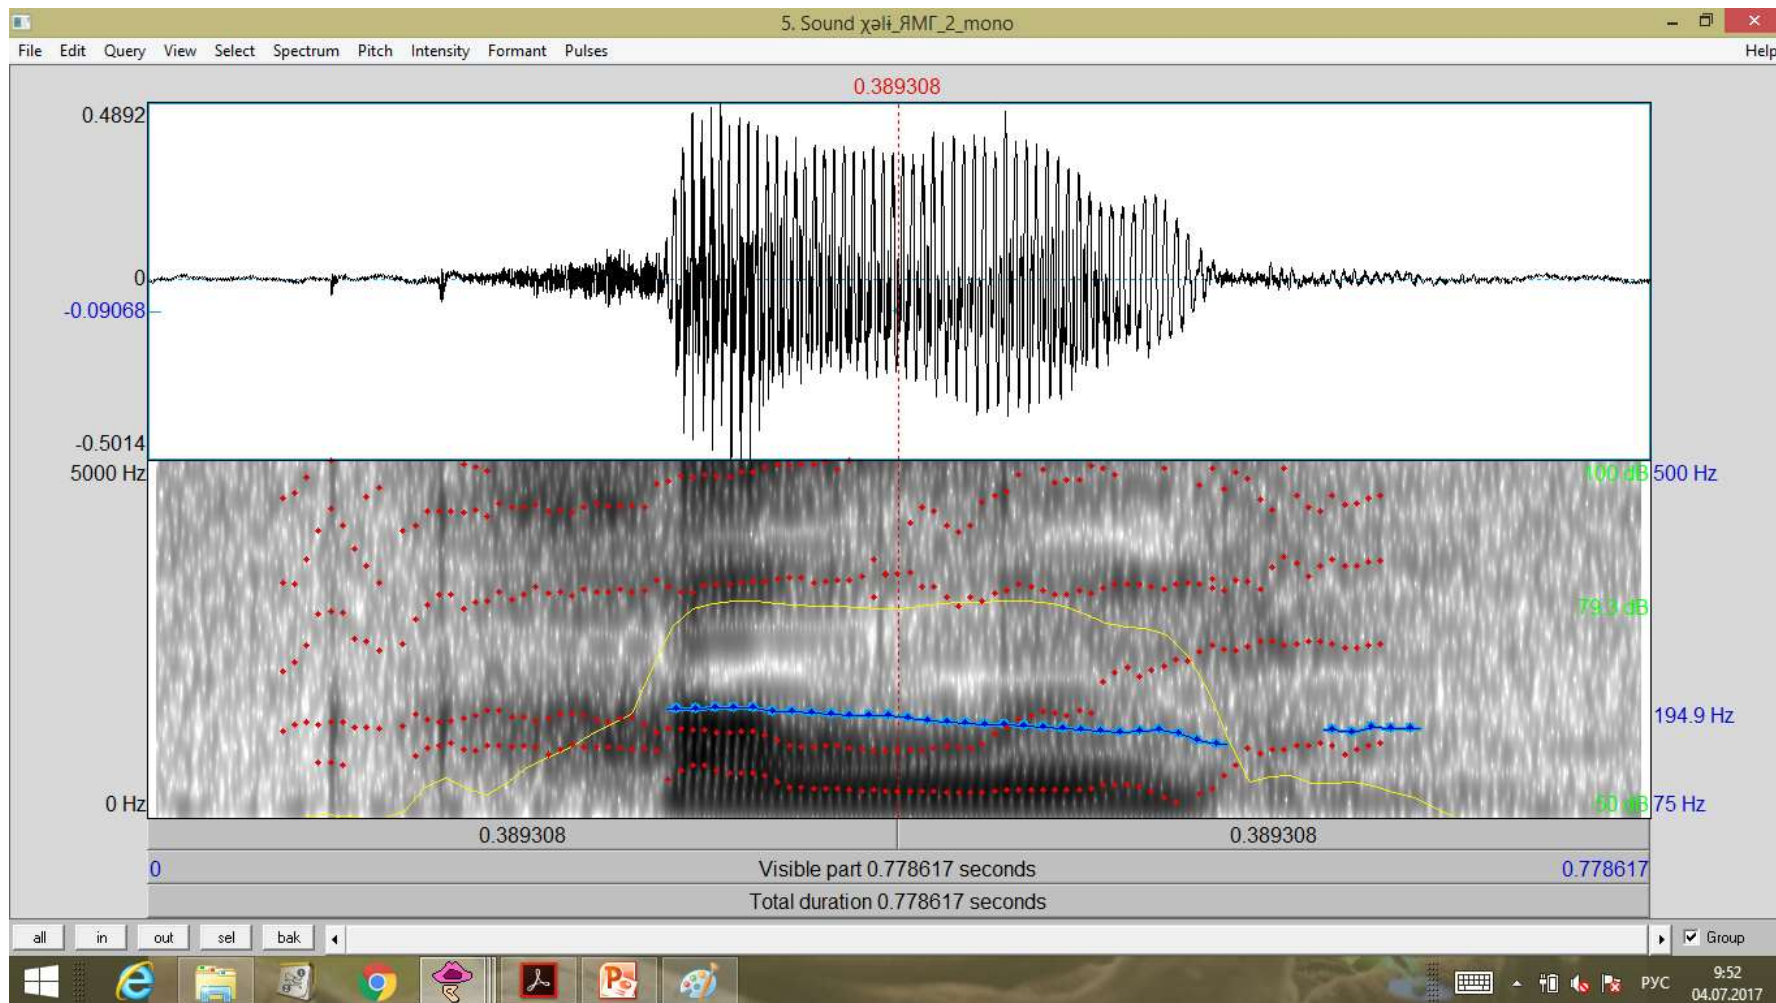 5. Sound χəlɨ_ЯМГ_2_mono
File Edit Query View Select Spectrum Pitch Intensity Formant Pulses Help
0.389308
0.4892
0
-0.09068
-0.5014
5000 Hz 100 dB 500 Hz
79.3 dB
194.9 Hz
0 Hz 50 dB 75 Hz
0.389308 0.389308
0 Visible part 0.778617 seconds 0.778617
Total duration 0.778617 seconds
all in out sel bak Group
РУС 9:52
04.07.2017